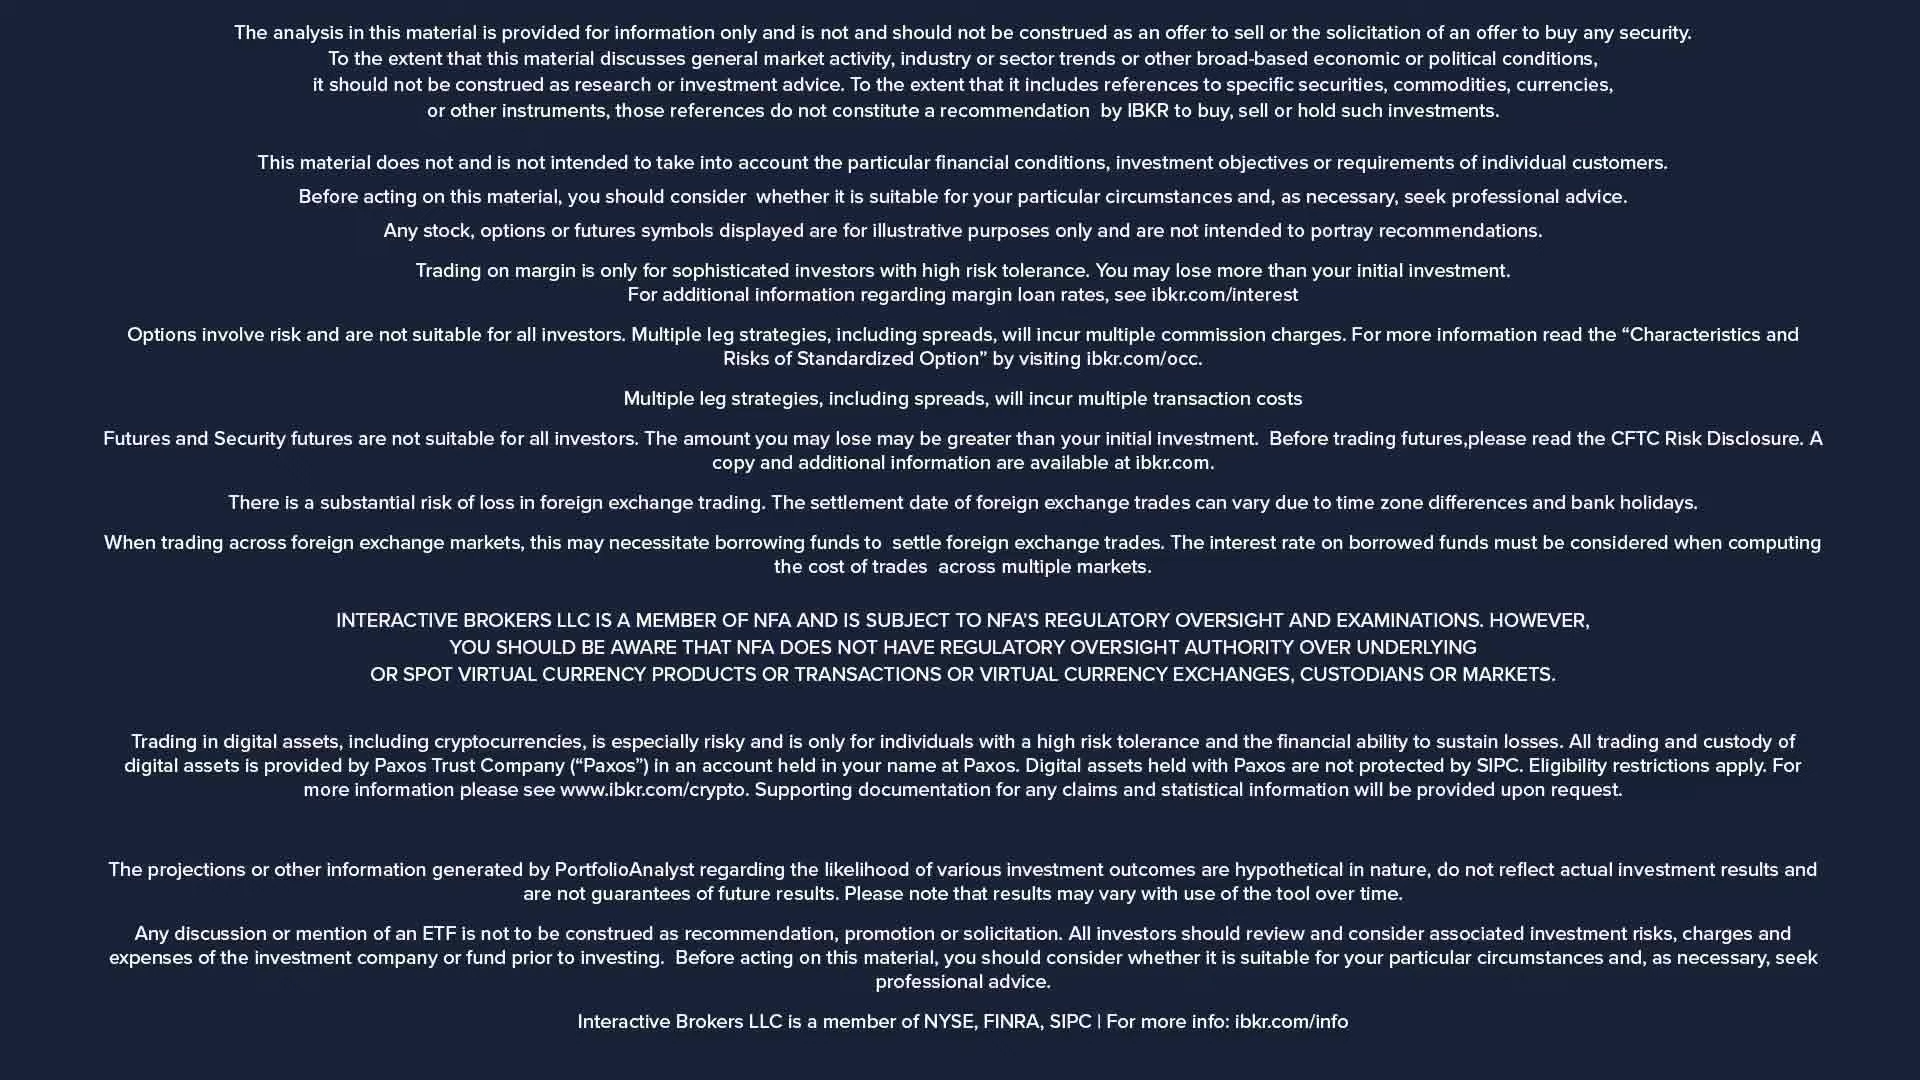 The analysis in this material is provided for information only and is not and should not be construed as an offer to sell or the solicitation of an offer to buy any security.
To the extent that this material discusses general market activity, industry or sector trends or other broad-based economic or political conditions,
it should not be construed as research or investment advice. To the extent that it includes references to specific securities, commodities, currencies,
or other instruments, those references do not constitute a recommendation  by IBKR to buy, sell or hold such investments.
This material does not and is not intended to take into account the particular financial conditions, investment objectives or requirements of individual customers.
Before acting on this material, you should consider  whether it is suitable for your particular circumstances and, as necessary, seek professional advice.
Any stock, options or futures symbols displayed are for illustrative purposes only and are not intended to portray recommendations.
Trading on margin is only for sophisticated investors with high risk tolerance. You may lose more than your initial investment.
For additional information regarding margin loan rates, see ibkr.com/interest
Options involve risk and are not suitable for all investors. Multiple leg strategies, including spreads, will incur multiple commission charges. For more information read the “Characteristics and
Risks of Standardized Option” by visiting ibkr.com/occ.
Multiple leg strategies, including spreads, will incur multiple transaction costs
Futures and Security futures are not suitable for all investors. The amount you may lose may be greater than your initial investment.  Before trading futures,please read the CFTC Risk Disclosure. A
copy and additional information are available at ibkr.com.
There is a substantial risk of loss in foreign exchange trading. The settlement date of foreign exchange trades can vary due to time zone differences and bank holidays.
When trading across foreign exchange markets, this may necessitate borrowing funds to  settle foreign exchange trades. The interest rate on borrowed funds must be considered when computing
the cost of trades  across multiple markets.
INTERACTIVE BROKERS LLC IS A MEMBER OF NFA AND IS SUBJECT TO NFA’S REGULATORY OVERSIGHT AND EXAMINATIONS. HOWEVER,
YOU SHOULD BE AWARE THAT NFA DOES NOT HAVE REGULATORY OVERSIGHT AUTHORITY OVER UNDERLYING
OR SPOT VIRTUAL CURRENCY PRODUCTS OR TRANSACTIONS OR VIRTUAL CURRENCY EXCHANGES, CUSTODIANS OR MARKETS.
Trading in digital assets, including cryptocurrencies, is especially risky and is only for individuals with a high risk tolerance and the financial ability to sustain losses. All trading and custody of
digital assets is provided by Paxos Trust Company (“Paxos”) in an account held in your name at Paxos. Digital assets held with Paxos are not protected by SIPC. Eligibility restrictions apply. For
more information please see www.ibkr.com/crypto. Supporting documentation for any claims and statistical information will be provided upon request.
The projections or other information generated by PortfolioAnalyst regarding the likelihood of various investment outcomes are hypothetical in nature, do not reflect actual investment results and
are not guarantees of future results. Please note that results may vary with use of the tool over time.
Any discussion or mention of an ETF is not to be construed as recommendation, promotion or solicitation. All investors should review and consider associated investment risks, charges and
expenses of the investment company or fund prior to investing.  Before acting on this material, you should consider whether it is suitable for your particular circumstances and, as necessary, seek
professional advice.
Interactive Brokers LLC is a member of NYSE, FINRA, SIPC | For more info: ibkr.com/info